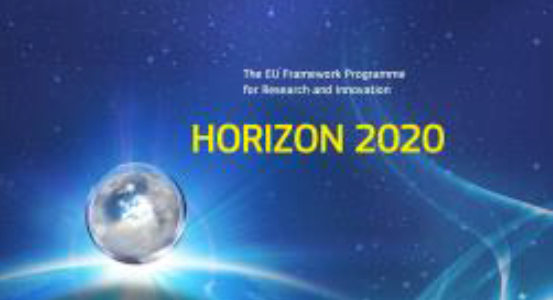 The EU Framework Programme
for Research and Innovation
HORIZON 2020